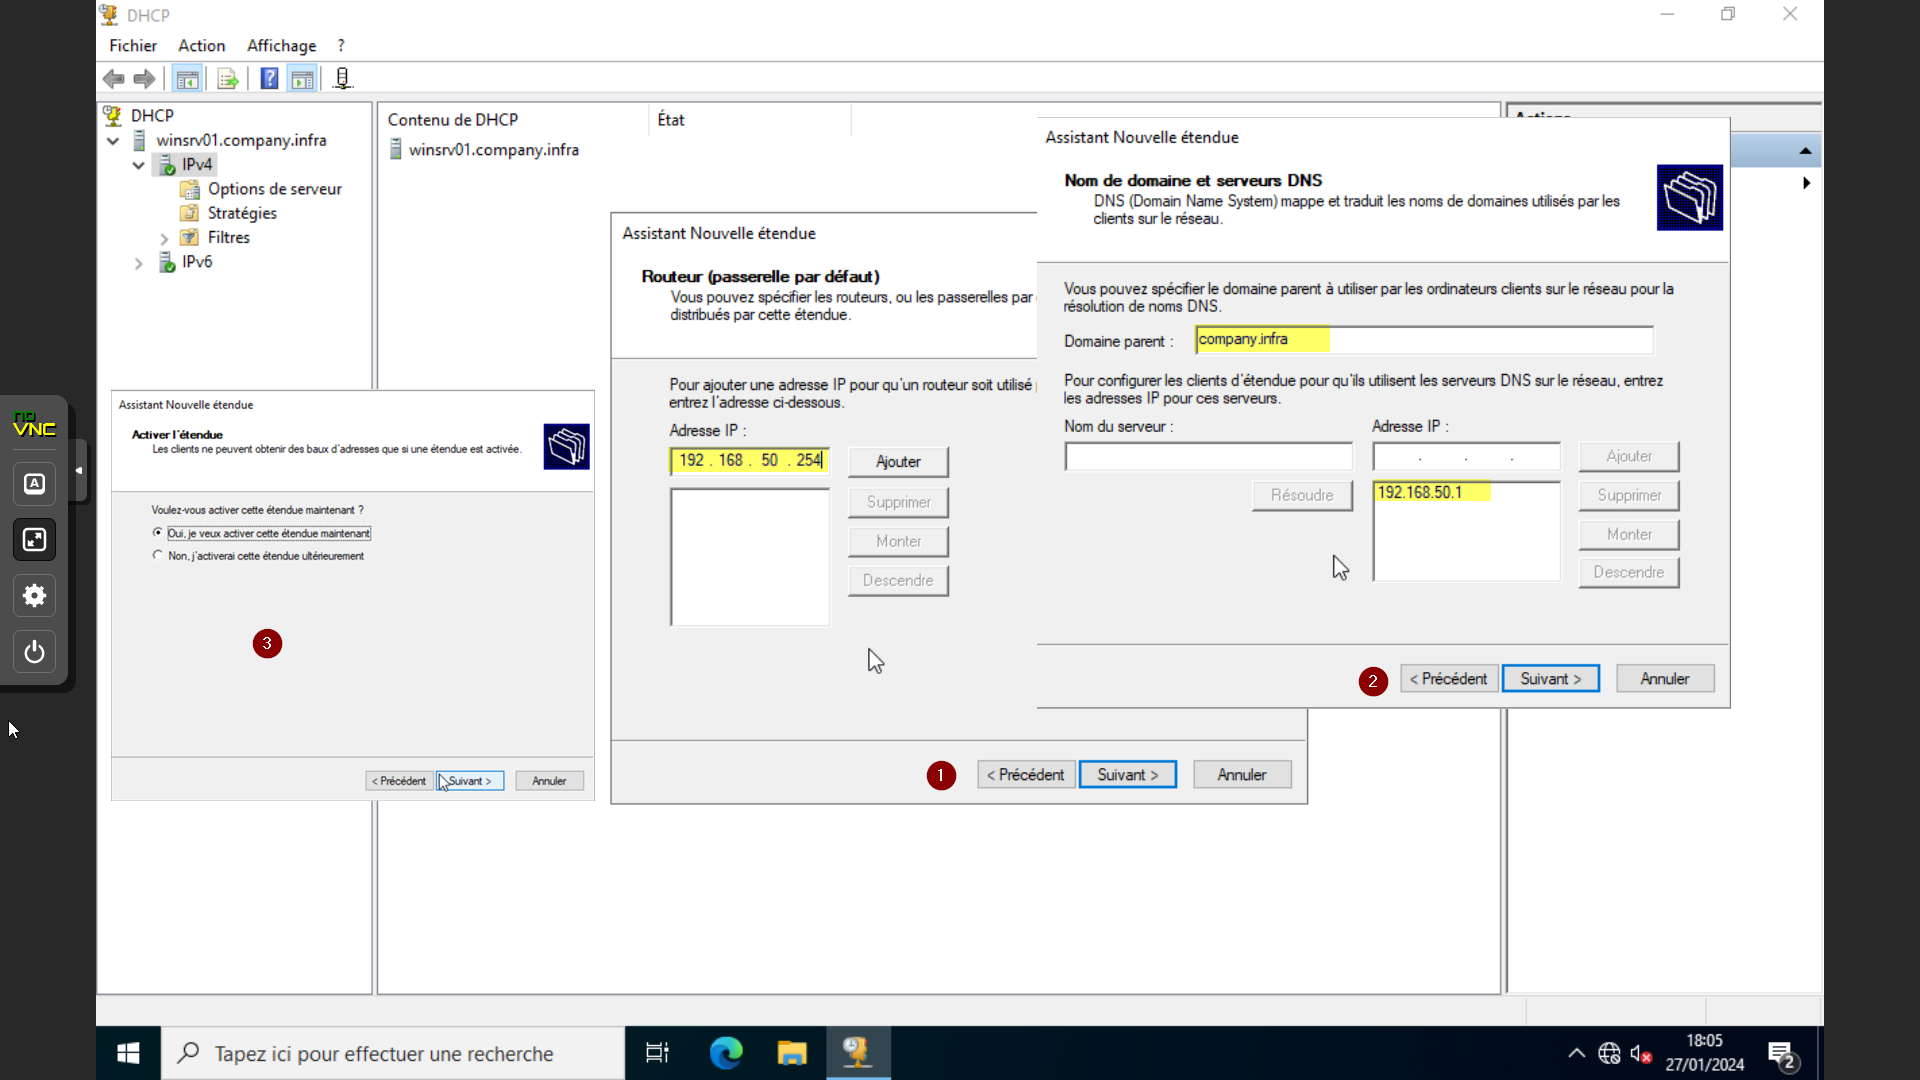 DHCP
Fichier Action Affichage ?
DHCP
winsrv01.company.infra
IPv4
Options de serveur
Stratégies
Filtres
IPv6
Contenu de DHCP État
winsrv01.company.infra
Actions
Assistant Nouvelle étendue
Activer l'étendue
Les clients ne peuvent obtenir des baux d'adresses que si une étendue est activée.
Voulez-vous activer cette étendue maintenant ?
Oui, je veux activer cette étendue maintenant
Non, j'activerai cette étendue ultérieurement
3
< Précédent Suivant > Annuler
Assistant Nouvelle étendue
Routeur (passerelle par défaut)
Vous pouvez spécifier les routeurs, ou les passerelles par
distribués par cette étendue.
Pour ajouter une adresse IP pour qu'un routeur soit utilisé
entrez l'adresse ci-dessous.
Adresse IP :
192 . 168 . 50 . 254 Ajouter
Supprimer
Monter
Descendre
1 < Précédent Suivant > Annuler
Assistant Nouvelle étendue
Nom de domaine et serveurs DNS
DNS (Domain Name System) mappe et traduit les noms de domaines utilisés par les
clients sur le réseau.
Vous pouvez spécifier le domaine parent à utiliser par les ordinateurs clients sur le réseau pour la
résolution de noms DNS.
Domaine parent : company.infra
Pour configurer les clients d'étendue pour qu'ils utilisent les serveurs DNS sur le réseau, entrez
les adresses IP pour ces serveurs.
Nom du serveur : Adresse IP :
. . . Ajouter
Résoudre 192.168.50.1 Supprimer
Monter
Descendre
2 < Précédent Suivant > Annuler
no
VNC
A
Tapez ici pour effectuer une recherche
18:05
27/01/2024
2